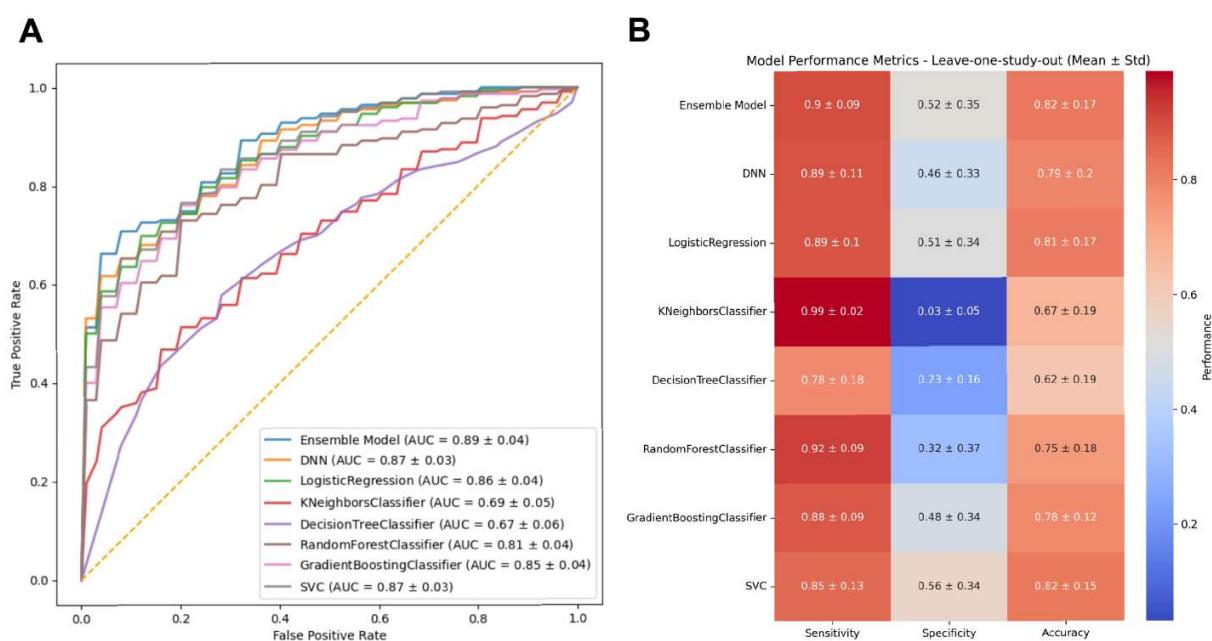 A
True Positive Rate
1.0
0.8
0.6
0.4
0.2
0.0
Ensemble Model (AUC = 0.89 ± 0.04)
DNN (AUC = 0.87 ± 0.03)
LogisticRegression (AUC = 0.86 ± 0.04)
KNeighborsClassifier (AUC = 0.69 ± 0.05)
DecisionTreeClassifier (AUC = 0.67 ± 0.06)
RandomForestClassifier (AUC = 0.81 ± 0.04)
GradientBoostingClassifier (AUC = 0.85 ± 0.04)
SVC (AUC = 0.87 ± 0.03)
0.0 0.2 0.4 0.6 0.8 1.0
False Positive Rate
B
Model Performance Metrics - Leave-one-study-out (Mean ± Std)
Ensemble Model 0.9 ± 0.09 0.52 ± 0.35 0.82 ± 0.17
DNN 0.89 ± 0.11 0.46 ± 0.33 0.79 ± 0.2
LogisticRegression 0.89 ± 0.1 0.51 ± 0.34 0.81 ± 0.17
KNeighborsClassifier 0.99 ± 0.02 0.03 ± 0.05 0.67 ± 0.19
DecisionTreeClassifier 0.78 ± 0.18 0.23 ± 0.16 0.62 ± 0.19
RandomForestClassifier 0.92 ± 0.09 0.32 ± 0.37 0.75 ± 0.18
GradientBoostingClassifier 0.88 ± 0.09 0.48 ± 0.34 0.78 ± 0.12
SVC 0.85 ± 0.13 0.56 ± 0.34 0.82 ± 0.15
Sensitivity Specificity Accuracy
0.8
0.6
0.4
0.2
Performance